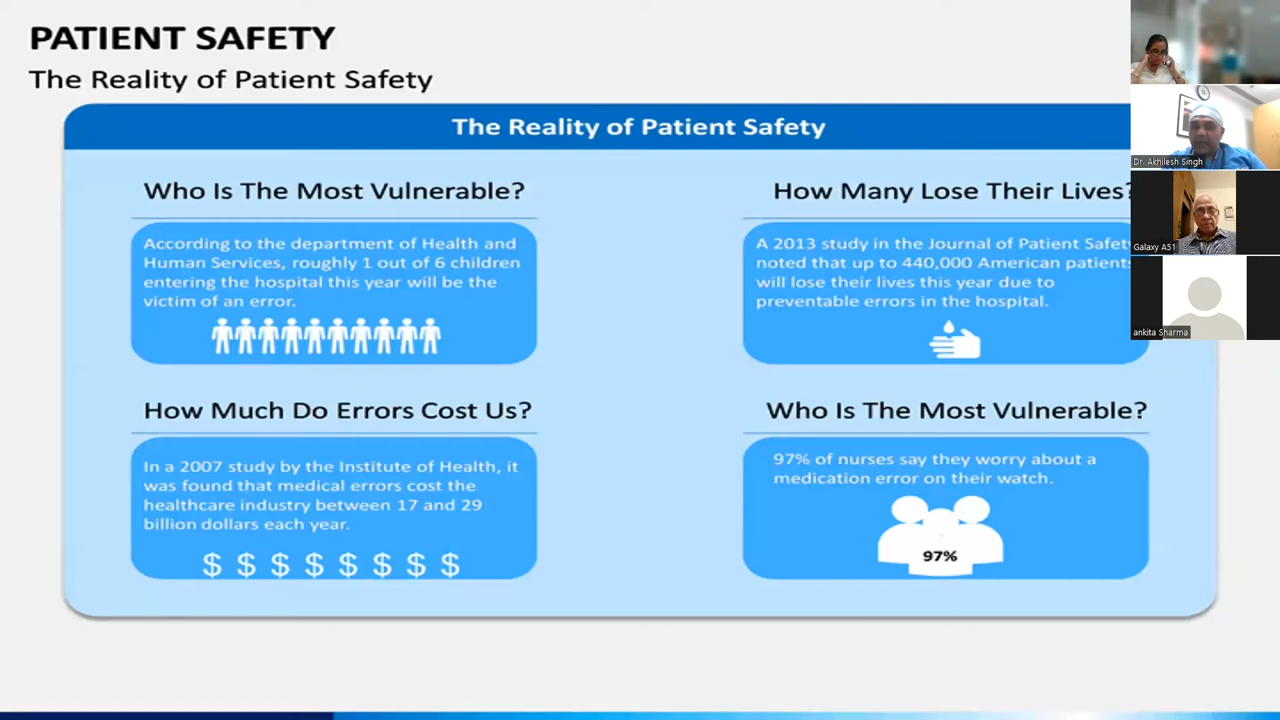 PATIENT SAFETY
The Reality of Patient Safety
The Reality of Patient Safety
Who Is The Most Vulnerable?
According to the department of Health and
Human Services, roughly 1 out of 6 children
entering the hospital this year will be the
victim of an error.
How Many Lose Their Lives?
A 2013 study in the Journal of Patient Safety
noted that up to 440,000 American patients
will lose their lives this year due to
preventable errors in the hospital.
How Much Do Errors Cost Us?
In a 2007 study by the Institute of Health, it
was found that medical errors cost the
healthcare industry between 17 and 29
billion dollars each year.
$ $ $ $ $ $ $ $
Who Is The Most Vulnerable?
97% of nurses say they worry about a
medication error on their watch.
97%
Dr. Akhilesh Singh
Galaxy A51
ankita Sharma